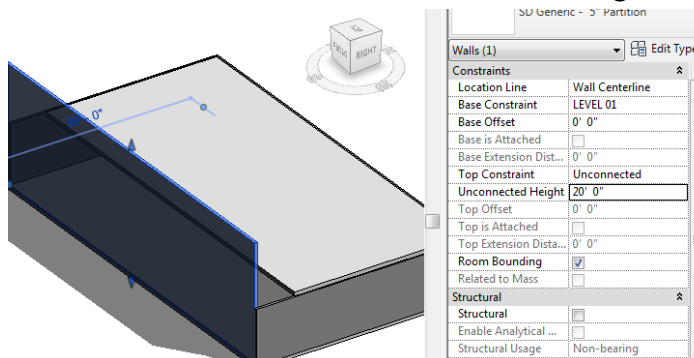 SD Generic - 5" Partition
Walls (1)
Edit Type
Constraints
Location Line Wall Centerline
Base Constraint LEVEL 01
Base Offset 0' 0"
Base is Attached
Base Extension Dist... 0' 0"
Top Constraint Unconnected
Unconnected Height 20' 0"
Top Offset 0' 0"
Top is Attached
Top Extension Dista... 0' 0"
Room Bounding
Related to Mass
Structural
Structural
Enable Analytical ...
Structural Usage Non-bearing
RIGHT